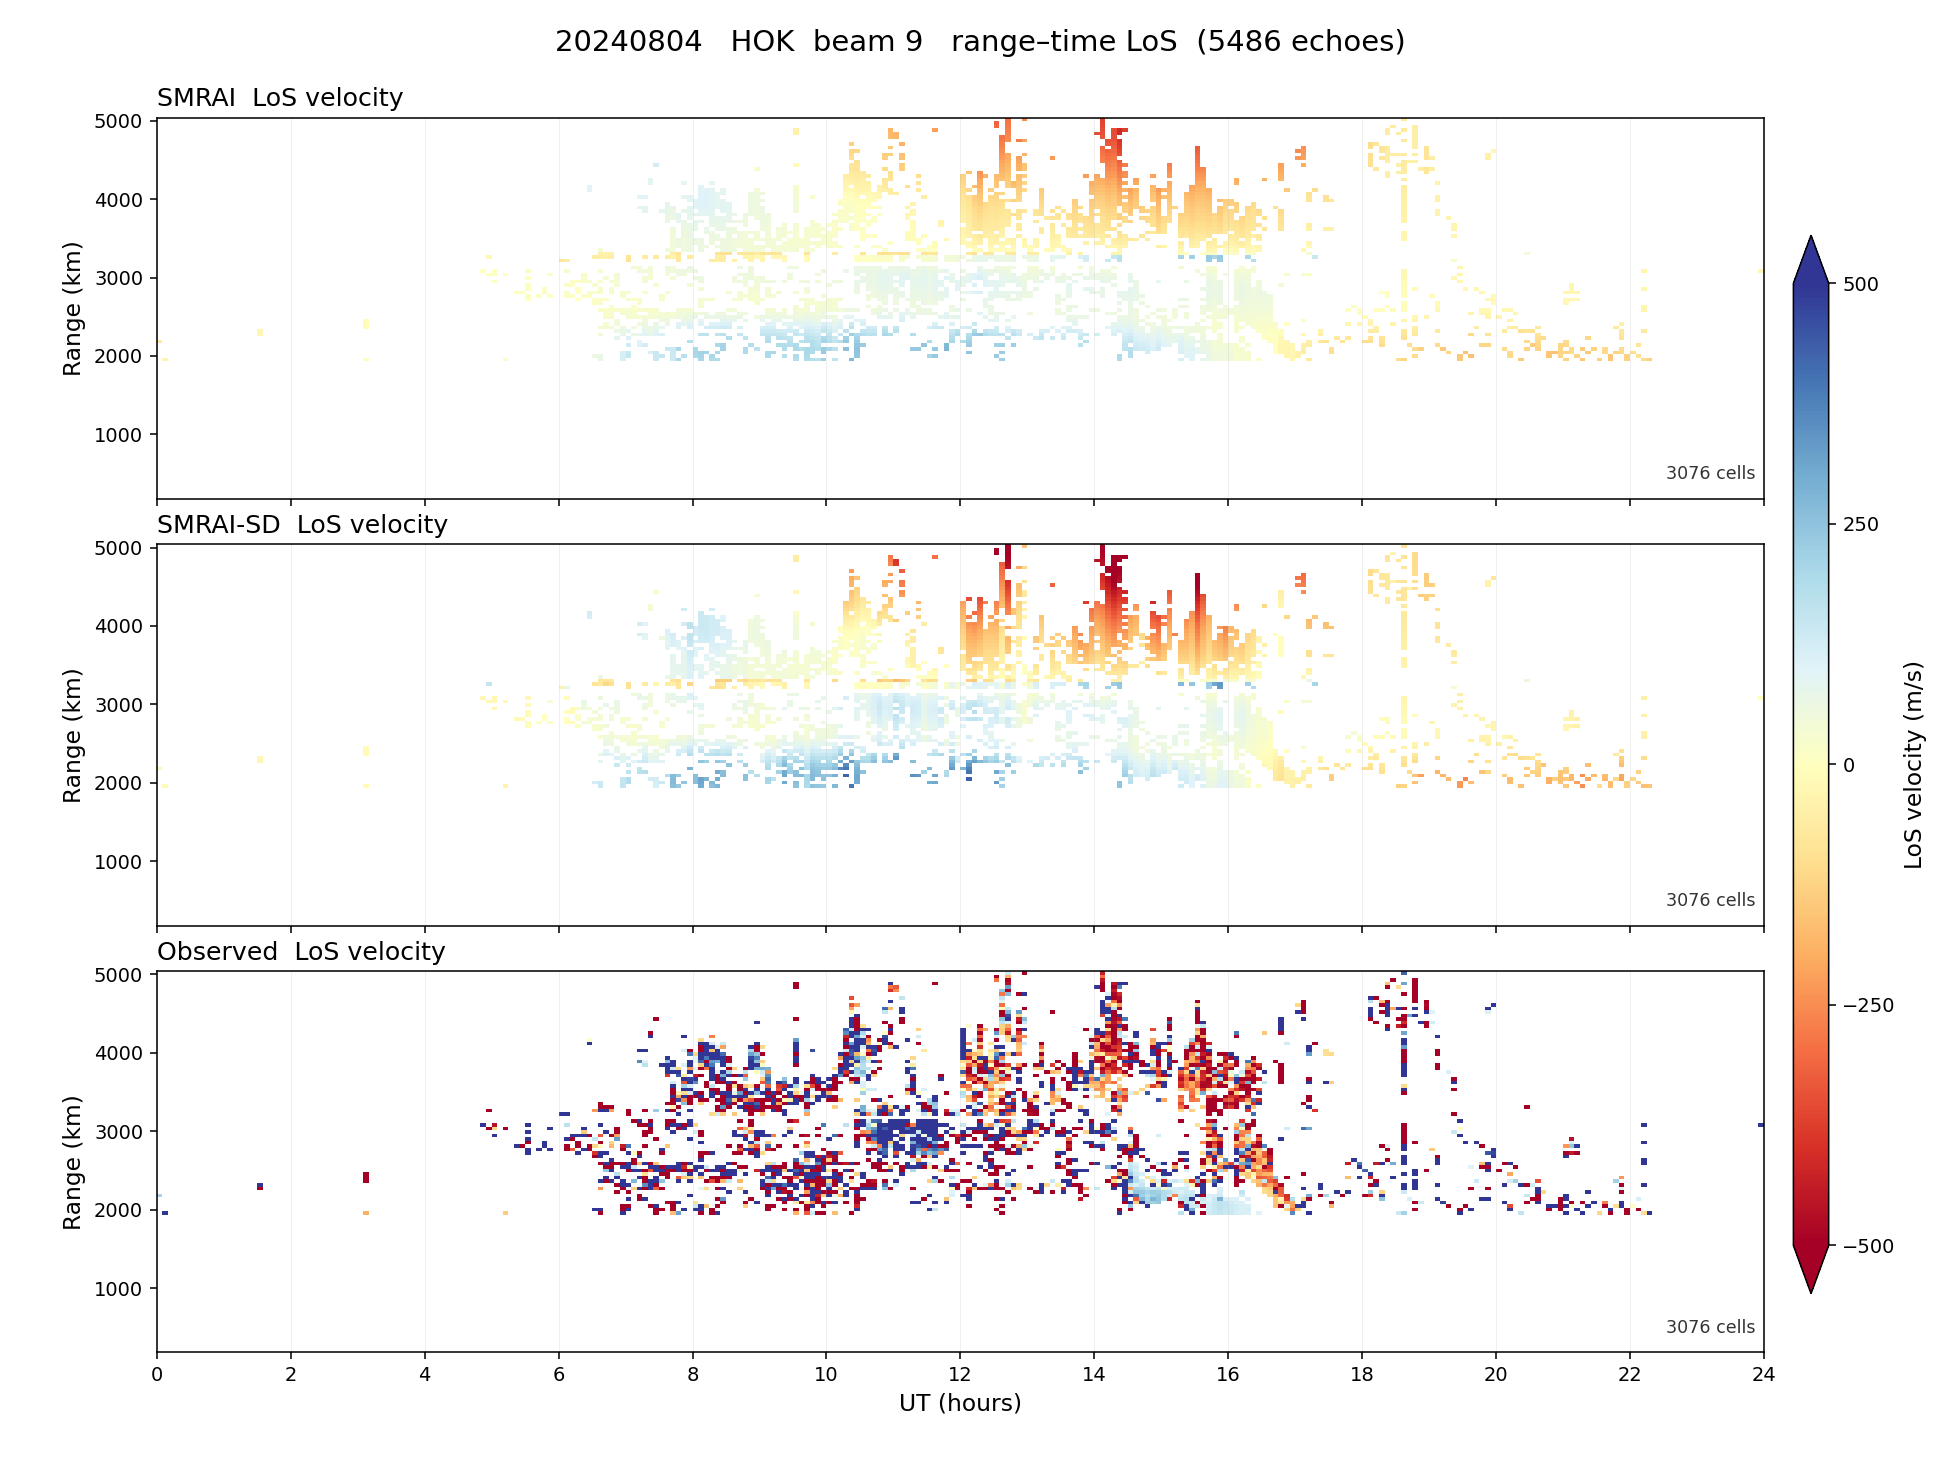 20240804   HOK  beam 9   range–time LoS  (5486 echoes)
SMRAI  LoS velocity
5000
4000
3000
2000
1000
Range (km)
3076 cells
SMRAI-SD  LoS velocity
5000
4000
3000
2000
1000
Range (km)
3076 cells
Observed  LoS velocity
5000
4000
3000
2000
1000
Range (km)
3076 cells
0 2 4 6 8 10 12 14 16 18 20 22 24
UT (hours)
500
250
0
−250
−500
LoS velocity (m/s)